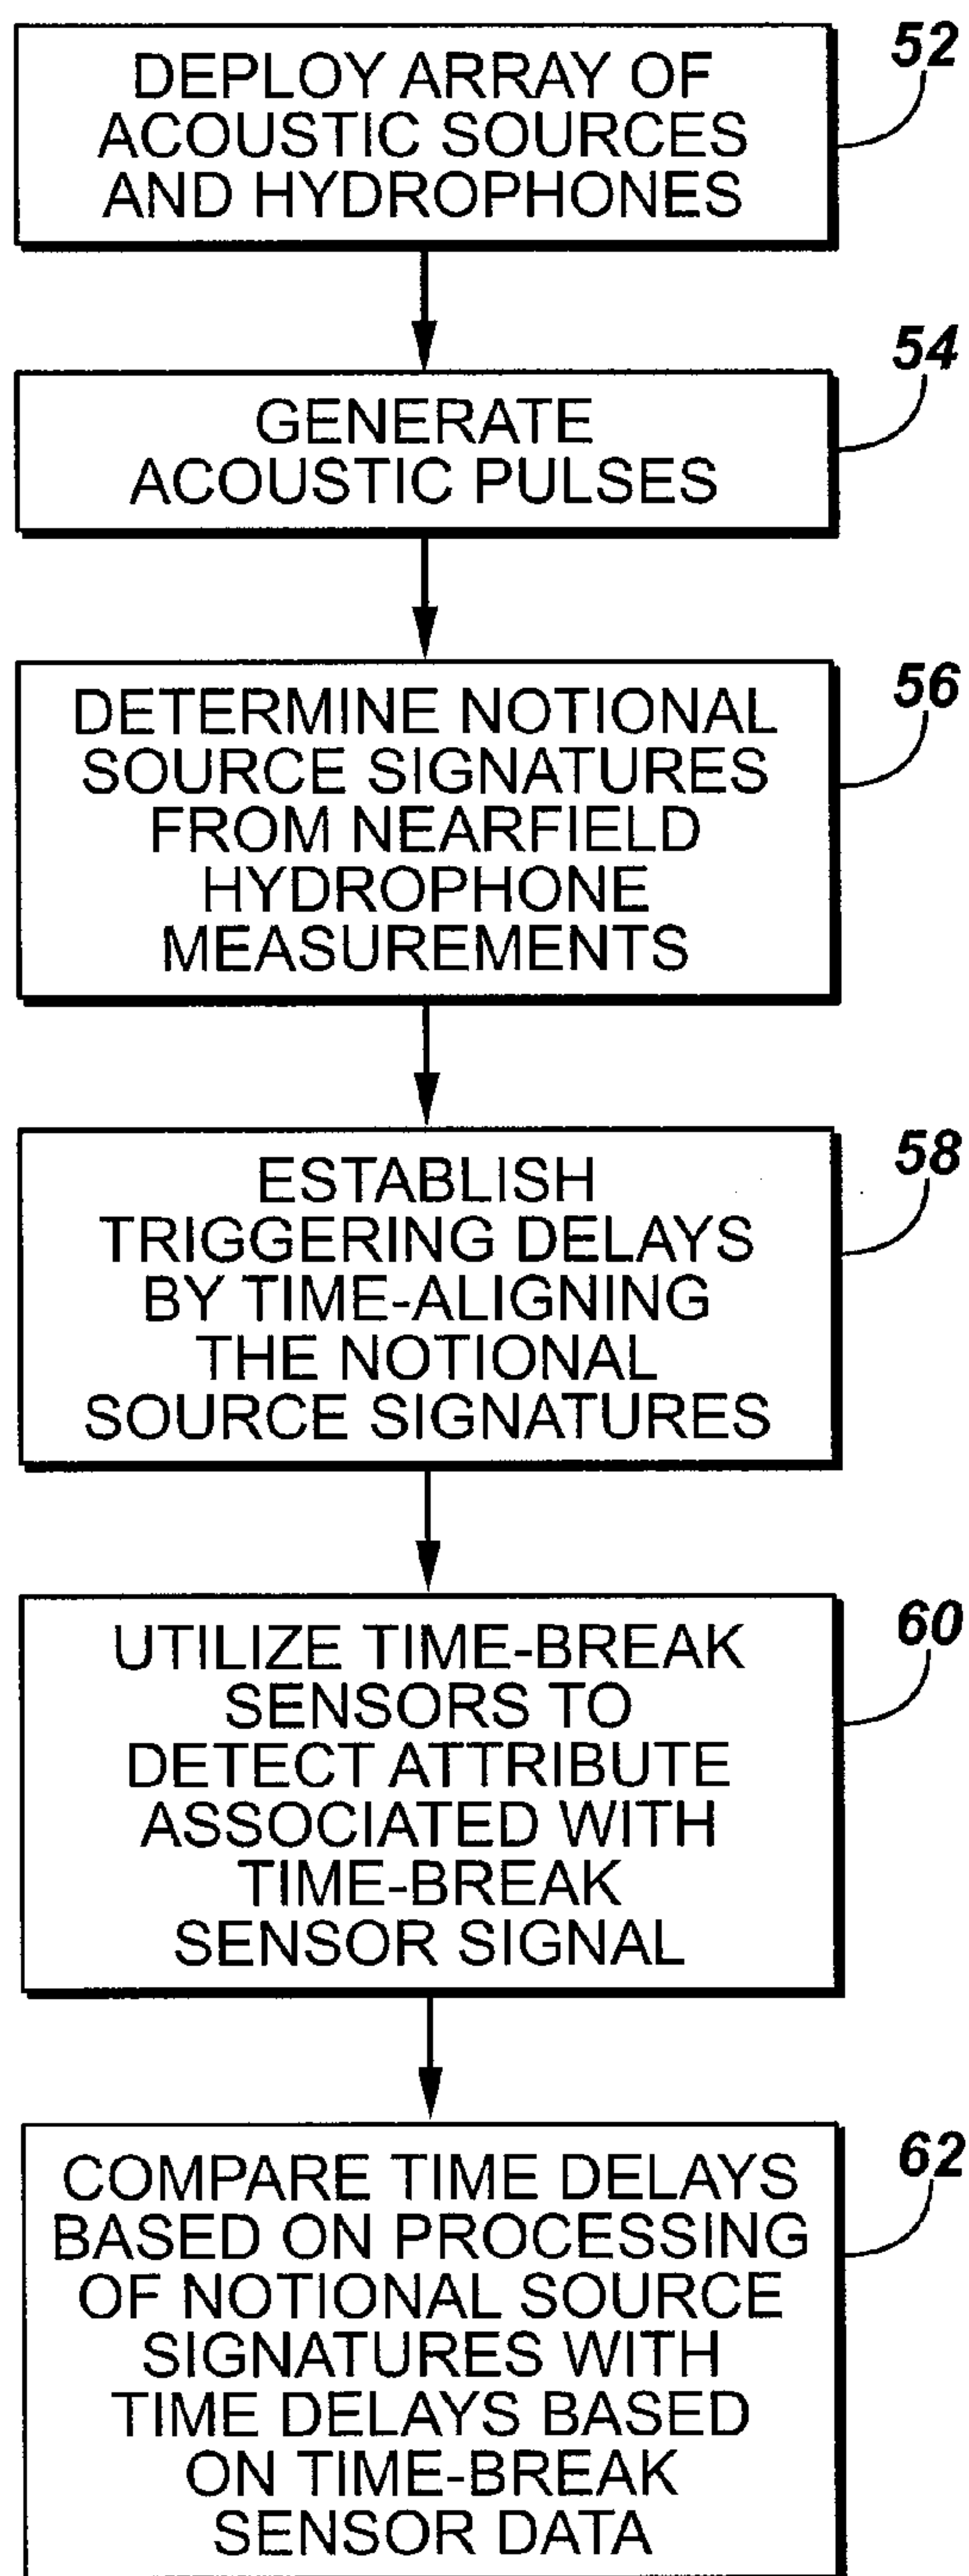 52
DEPLOY ARRAY OF
ACOUSTIC SOURCES
AND HYDROPHONES
54
GENERATE
ACOUSTIC PULSES
56
DETERMINE NOTIONAL
SOURCE SIGNATURES
FROM NEARFIELD
HYDROPHONE
MEASUREMENTS
58
ESTABLISH
TRIGGERING DELAYS
BY TIME-ALIGNING
THE NOTIONAL
SOURCE SIGNATURES
60
UTILIZE TIME-BREAK
SENSORS TO
DETECT ATTRIBUTE
ASSOCIATED WITH
TIME-BREAK
SENSOR SIGNAL
62
COMPARE TIME DELAYS
BASED ON PROCESSING
OF NOTIONAL SOURCE
SIGNATURES WITH
TIME DELAYS BASED
ON TIME-BREAK
SENSOR DATA